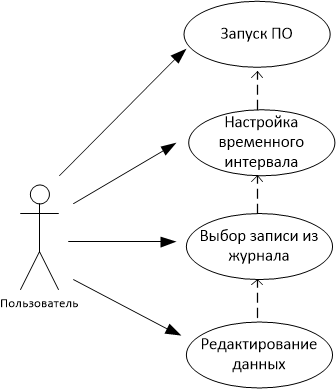 Запуск ПО
Настройка
временного
интервала
Выбор записи из
журнала
Пользователь
Редактирование
данных